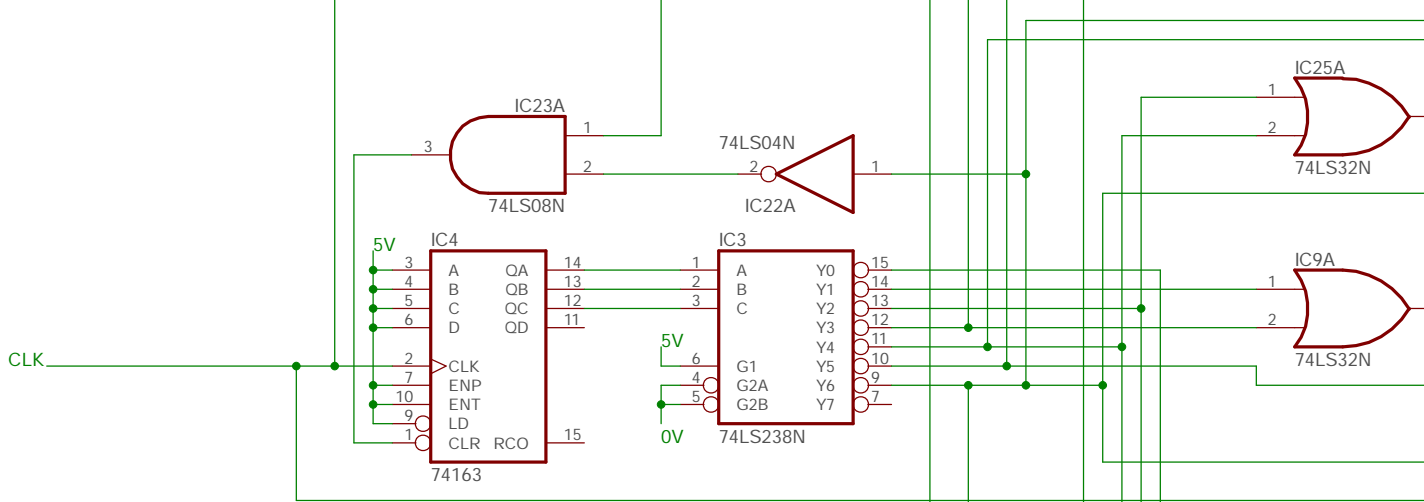 IC25A
1
2
74LS32N
IC23A
3
1
2
74LS08N
74LS04N
2
1
IC22A
5V
IC4
3 A QA 14
4 B QB 13
5 C QC 12
6 D QD 11
2 CLK
7 ENP
10 ENT
9 LD
1 CLR RCO 15
74163
CLK
IC3
1 A Y0 15
2 B Y1 14
3 C Y2 13
Y3 12
Y4 11
5V
6 G1 Y5 10
4 G2A Y6 9
5 G2B Y7 7
0V
74LS238N
IC9A
1
2
74LS32N